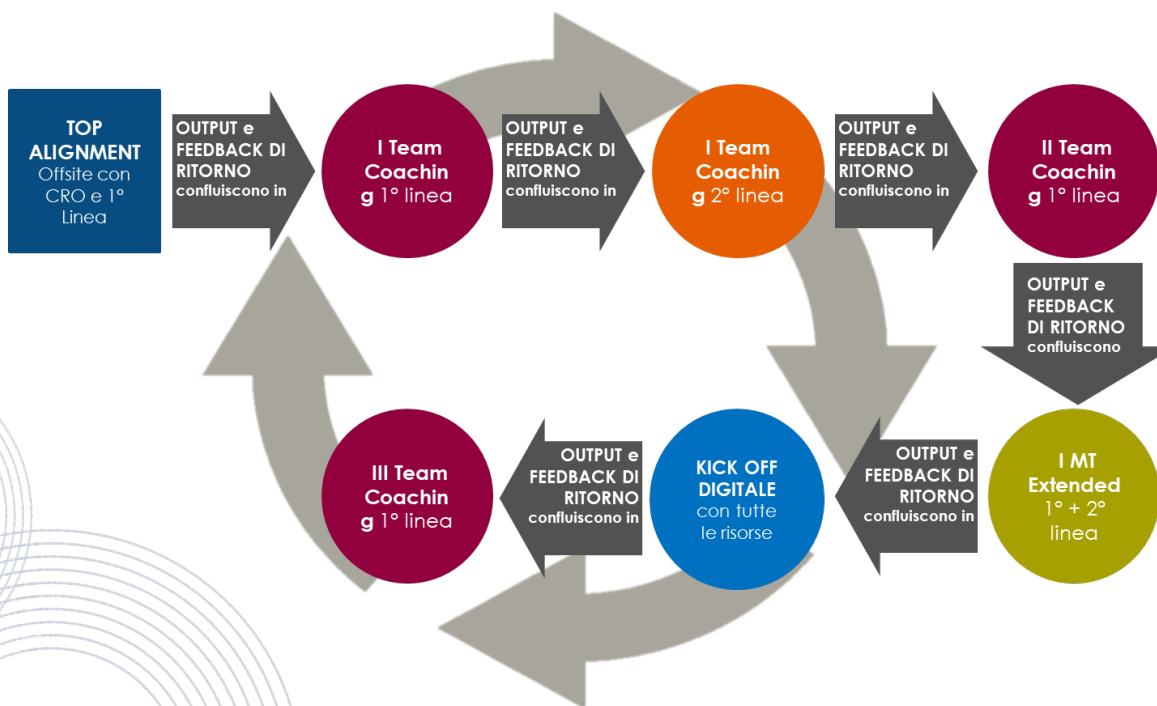 TOP
ALIGNMENT
Offsite con
CRO e 1°
Linea
OUTPUT e
FEEDBACK DI
RITORNO
confluiscono in
I Team
Coachin
g 1° linea
OUTPUT e
FEEDBACK DI
RITORNO
confluiscono in
I Team
Coachin
g 2° linea
OUTPUT e
FEEDBACK DI
RITORNO
confluiscono in
II Team
Coachin
g 1° linea
OUTPUT e
FEEDBACK
DI RITORNO
confluiscono
I MT
Extended
1° + 2°
linea
OUTPUT e
FEEDBACK DI
RITORNO
confluiscono in
KICK OFF
DIGITALE
con tutte
le risorse
OUTPUT e
FEEDBACK DI
RITORNO
confluiscono in
III Team
Coachin
g 1° linea